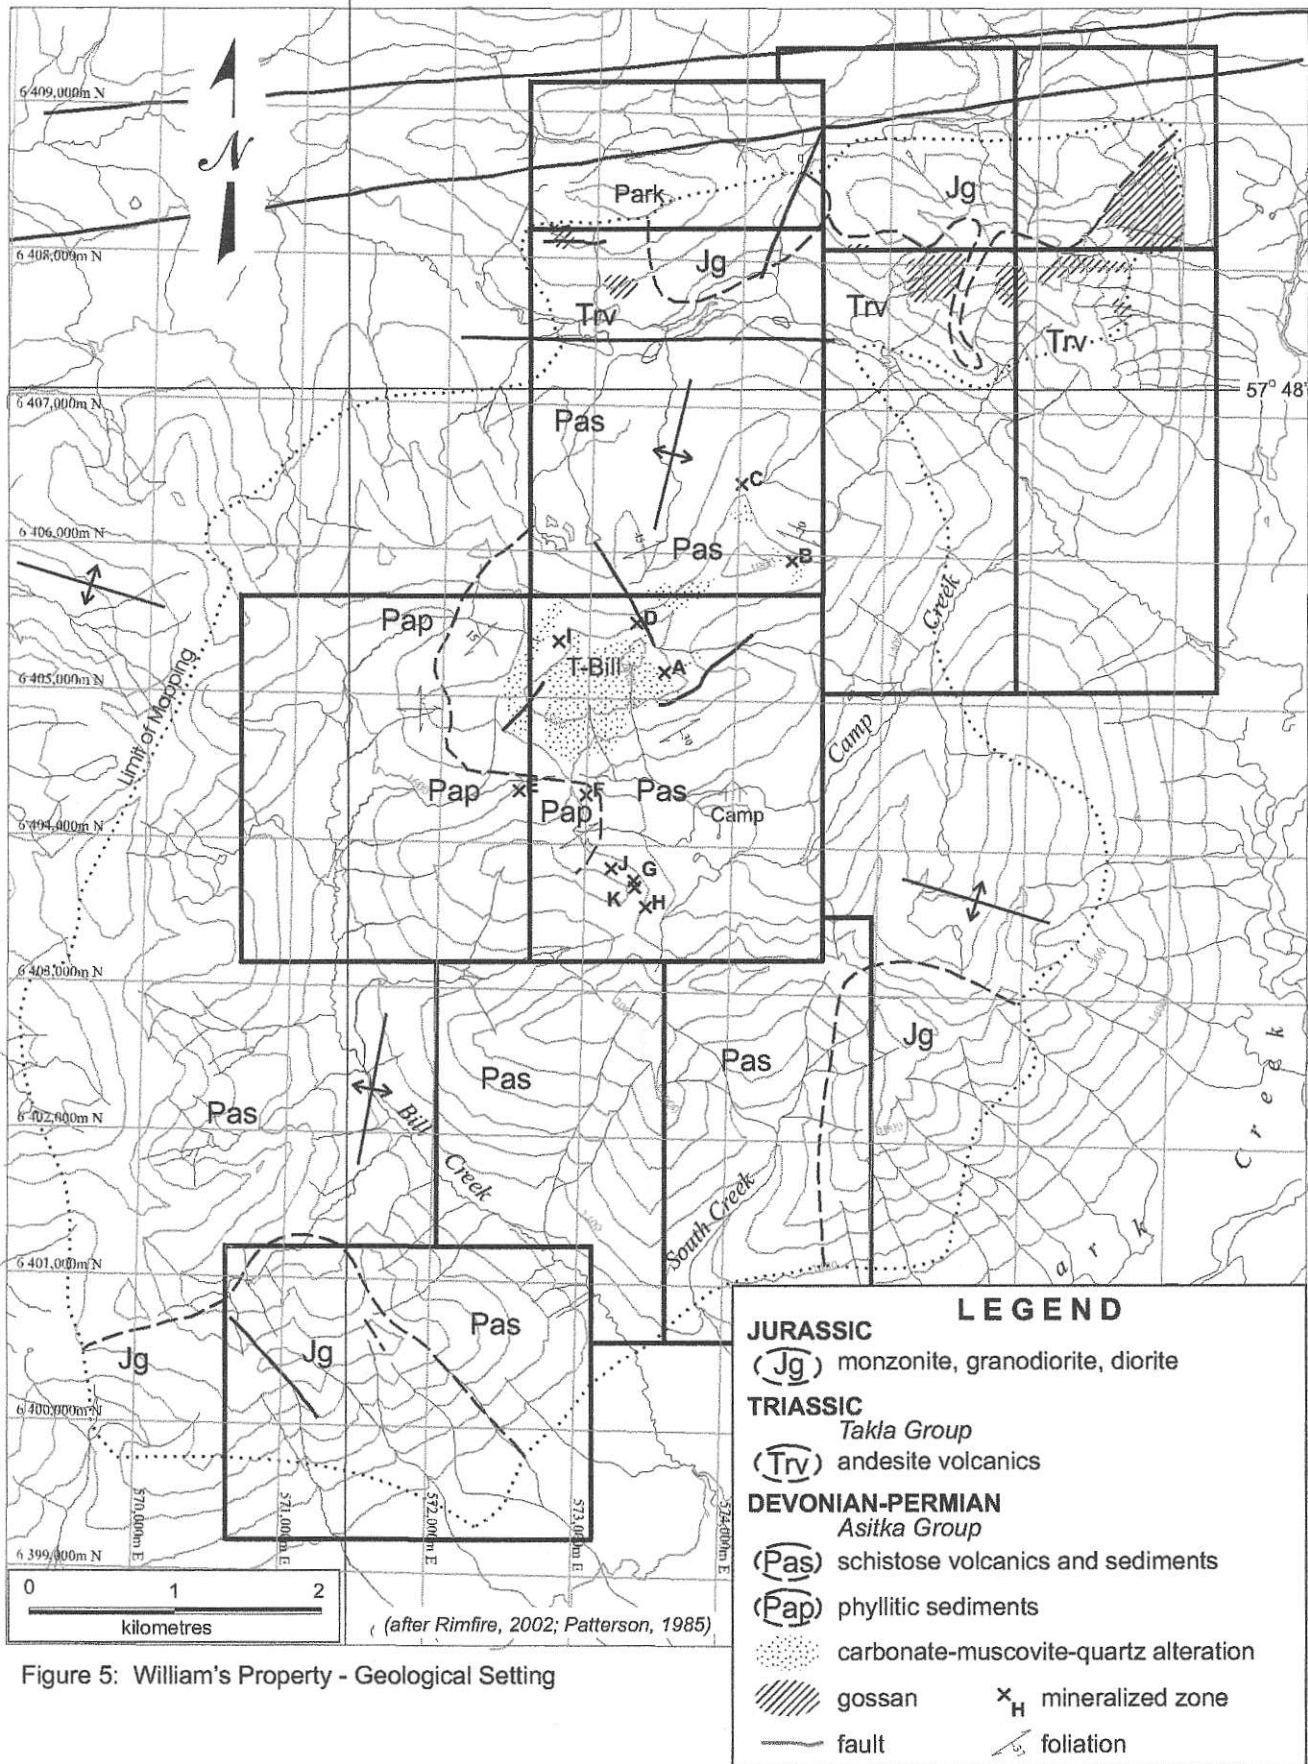 6 409,000m N
N
Park
Jg
6 408,000m N
Jg
Trv
Trv
Trv
57° 48'
6 407,000m N
Pas
C
6 406,000m N
Pas
B
20
Creek
Pap
D
15
I
T-Bill
A
6 405,000m N
Limit of Mapping
30
Camp
Pap
E
F
Pas
Pap
Camp
6 404,000m N
J
G
K
H
6 403,000m N
Jg
Pas
Pas
Pas
6 402,000m N
Bill
Creek
Creek
South Creek
a r k
6 401,000m N
Pas
Jg
Jg
6 400,000m N
570,000m E
571,000m E
572,000m E
573,000m E
574,000m E
6 399,000m N
0 1 2
kilometres
(after Rimfire, 2002; Patterson, 1985)
LEGEND
JURASSIC
Jg monzonite, granodiorite, diorite
TRIASSIC
Takla Group
Trv andesite volcanics
DEVONIAN-PERMIAN
Asitka Group
Pas schistose volcanics and sediments
Pap phyllitic sediments
carbonate-muscovite-quartz alteration
gossan
H mineralized zone
fault
foliation
Figure 5: William's Property - Geological Setting